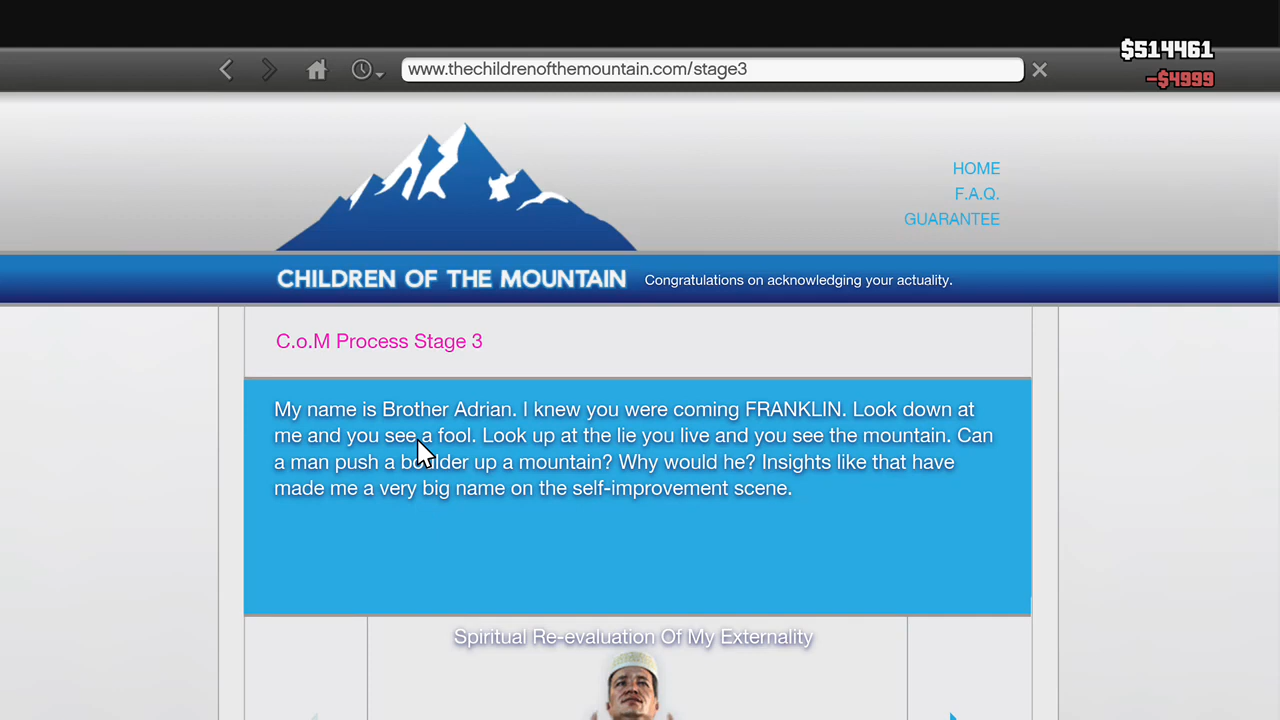 $514461
www.thechildrenofthemountain.com/stage3
-$4999
HOME
F.A.Q.
GUARANTEE
CHILDREN OF THE MOUNTAIN
Congratulations on acknowledging your actuality.
C.o.M Process Stage 3
My name is Brother Adrian. I knew you were coming FRANKLIN. Look down at
me and you see a fool. Look up at the lie you live and you see the mountain. Can
a man push a boulder up a mountain? Why would he? Insights like that have
made me a very big name on the self-improvement scene.
Spiritual Re-evaluation Of My Externality